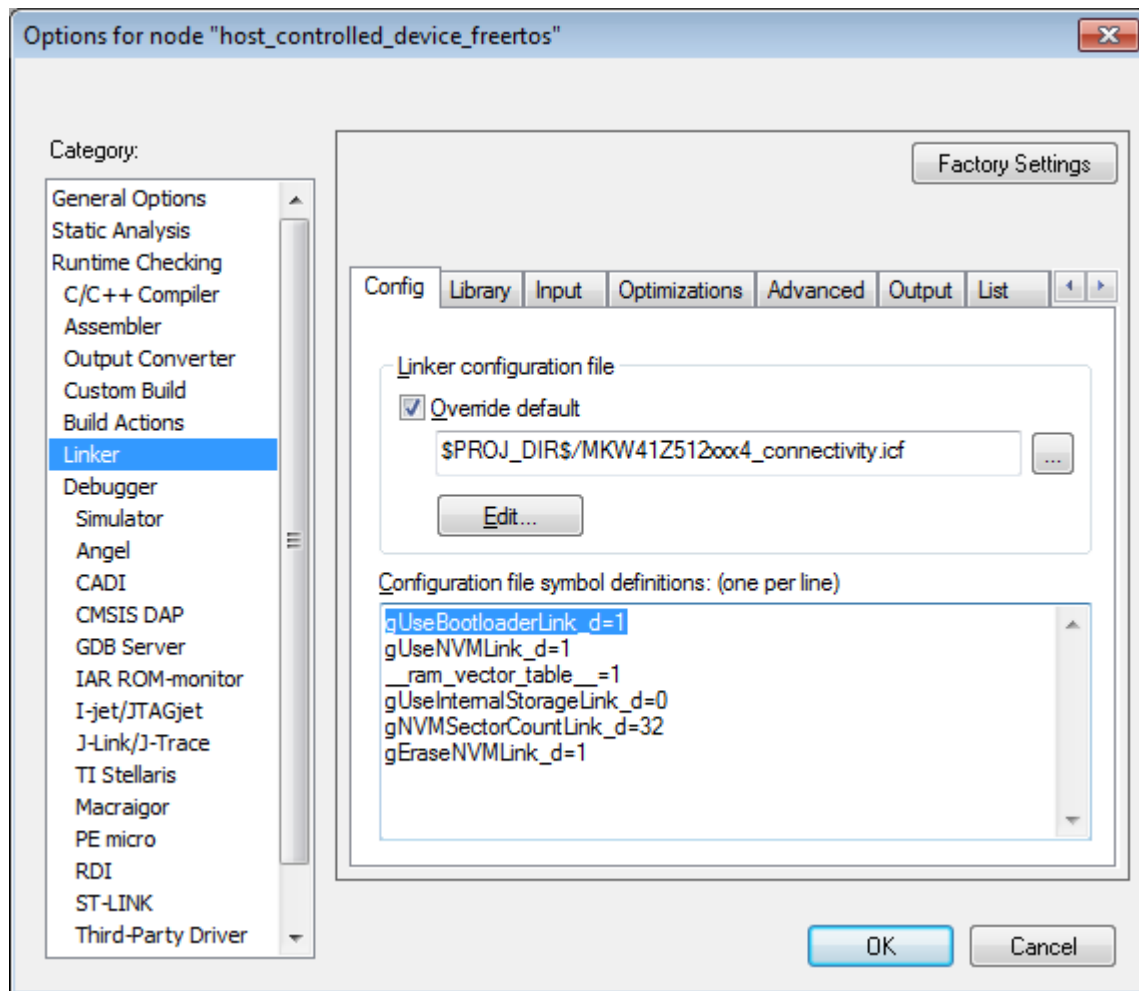 Options for node "host_controlled_device_freertos"
Category:
General Options
Static Analysis
Runtime Checking
C/C++ Compiler
Assembler
Output Converter
Custom Build
Build Actions
Linker
Debugger
Simulator
Angel
CADI
CMSIS DAP
GDB Server
IAR ROM-monitor
I-jet/JTAGjet
J-Link/J-Trace
TI Stellaris
Macraigor
PE micro
RDI
ST-LINK
Third-Party Driver
Factory Settings
Config Library Input Optimizations Advanced Output List
Linker configuration file
Override default
$PROJ_DIR$/MKW41Z512xxx4_connectivity.icf
...
Edit...
Configuration file symbol definitions: (one per line)
gUseBootloaderLink_d=1
gUseNVMLink_d=1
__ram_vector_table__=1
gUseInternalStorageLink_d=0
gNVMSectorCountLink_d=32
gEraseNVMLink_d=1
OK Cancel